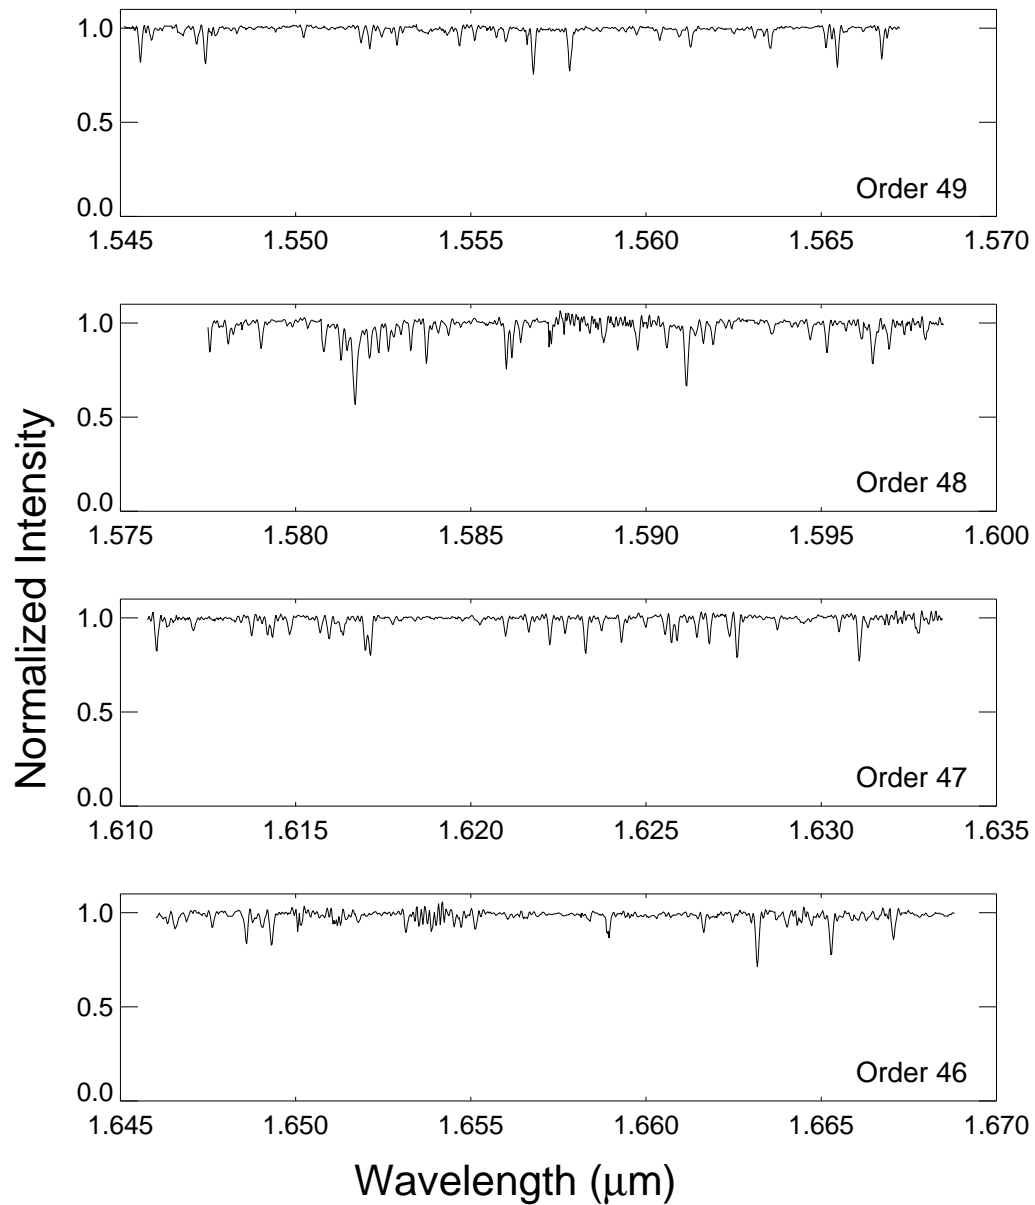 Normalized Intensity
1.0
0.5
0.0
Order 49
1.545 1.550 1.555 1.560 1.565 1.570
1.0
0.5
0.0
Order 48
1.575 1.580 1.585 1.590 1.595 1.600
1.0
0.5
0.0
Order 47
1.610 1.615 1.620 1.625 1.630 1.635
1.0
0.5
0.0
Order 46
1.645 1.650 1.655 1.660 1.665 1.670
Wavelength (μm)